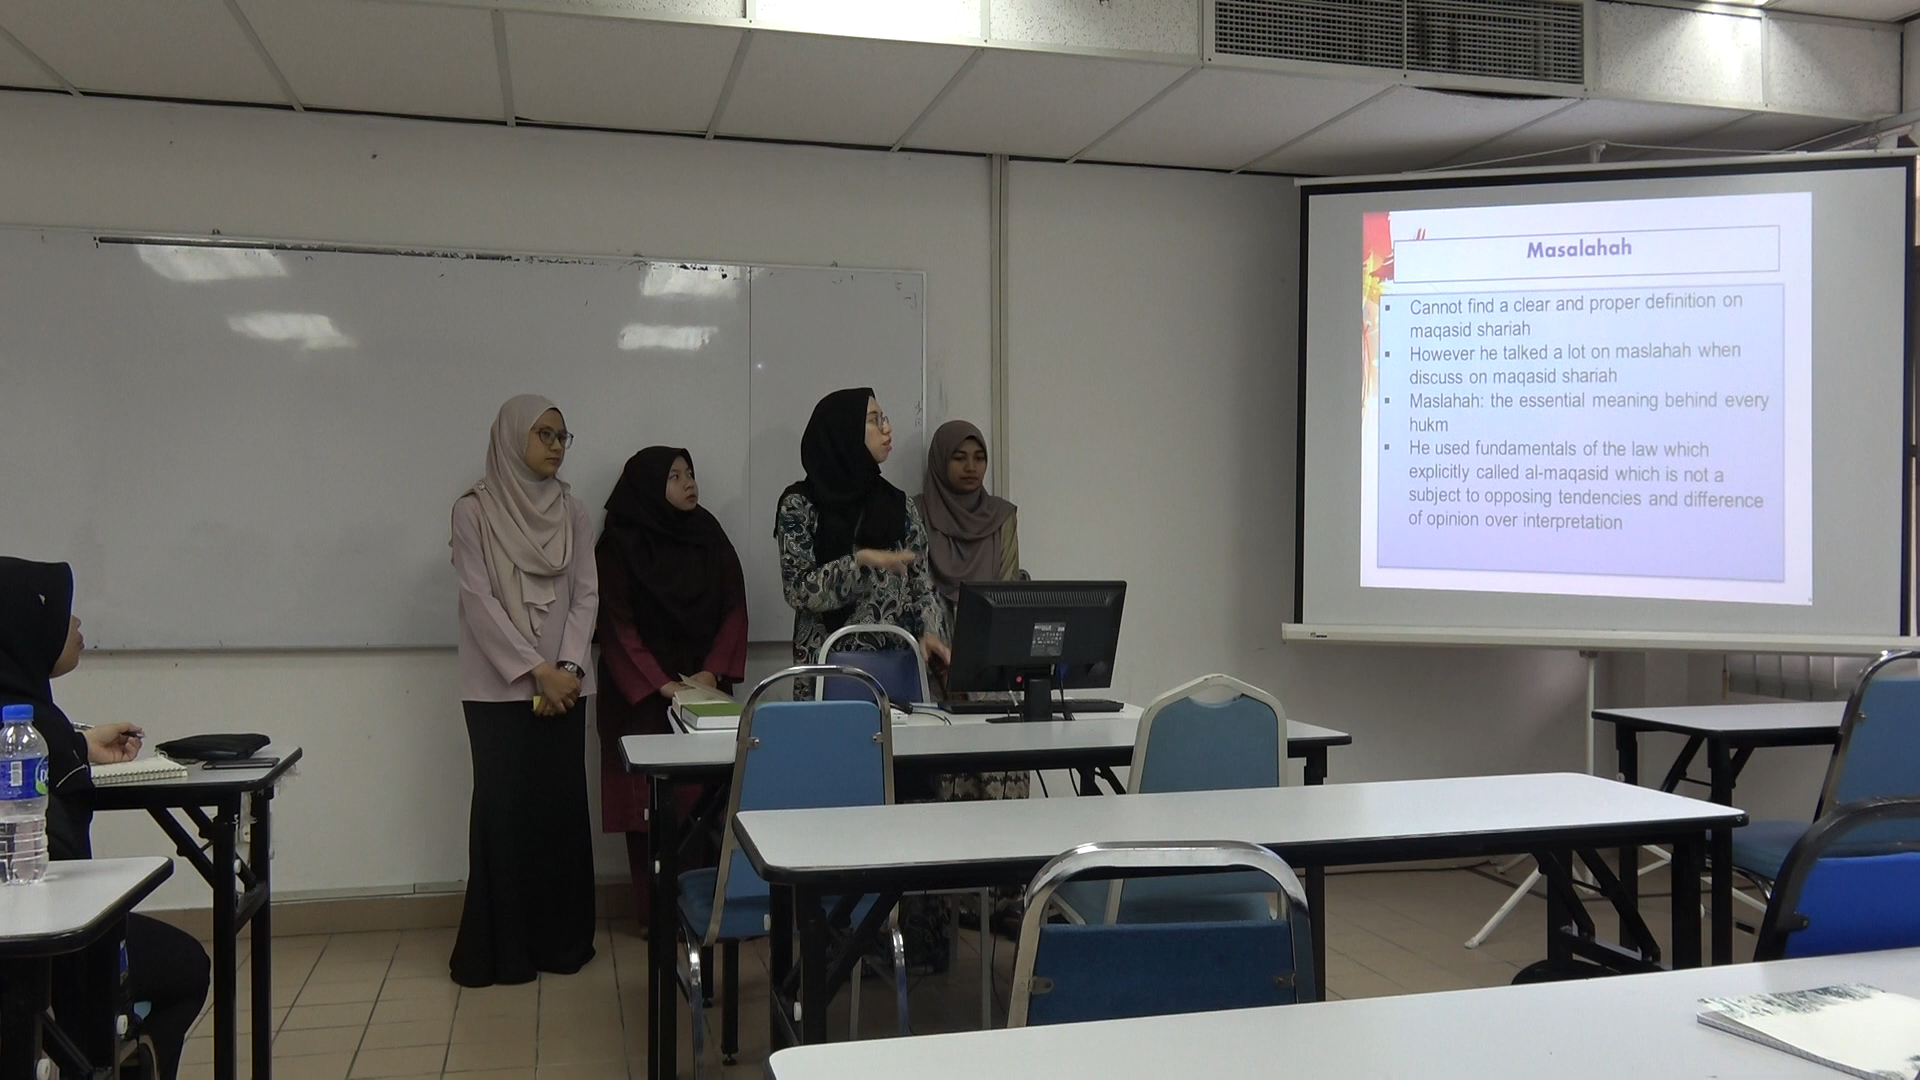 Masalahah
▪ Cannot find a clear and proper definition on
maqasid shariah
▪ However he talked a lot on maslahah when
discuss on maqasid shariah
▪ Maslahah: the essential meaning behind every
hukm
▪ He used fundamentals of the law which
explicitly called al-maqasid which is not a
subject to opposing tendencies and difference
of opinion over interpretation